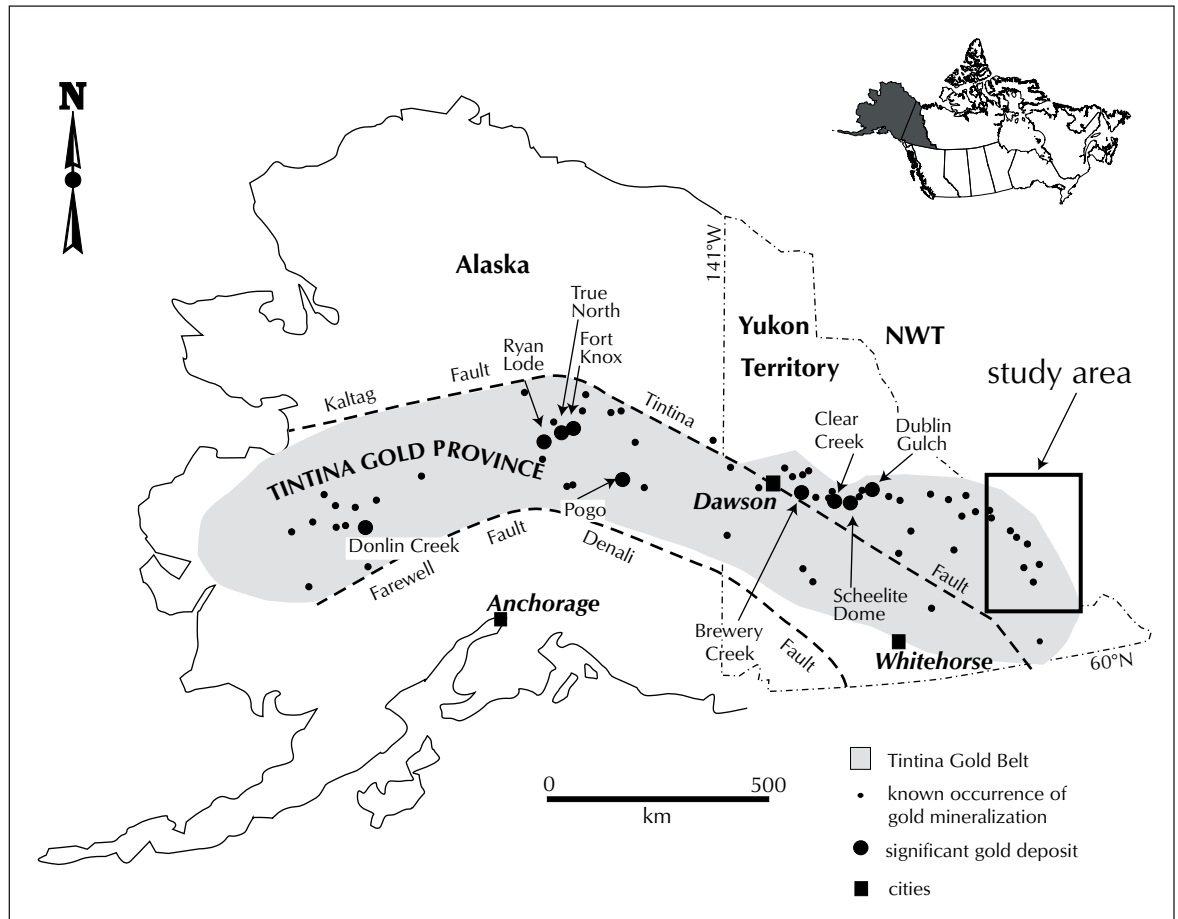 N
Alaska
141°W
True
North
Fort
Knox
Ryan
Lode
Yukon
Territory
NWT
study area
Kaltag
Fault
Tintina
Clear
Creek
Dublin
Gulch
TINTINA GOLD PROVINCE
Dawson
Pogo
Donlin Creek
Fault
Denali
Farewell
Fault
Scheelite
Dome
Anchorage
Brewery
Creek
Fault
Whitehorse
60°N
0 500
km
Tintina Gold Belt
known occurrence of
gold mineralization
significant gold deposit
cities